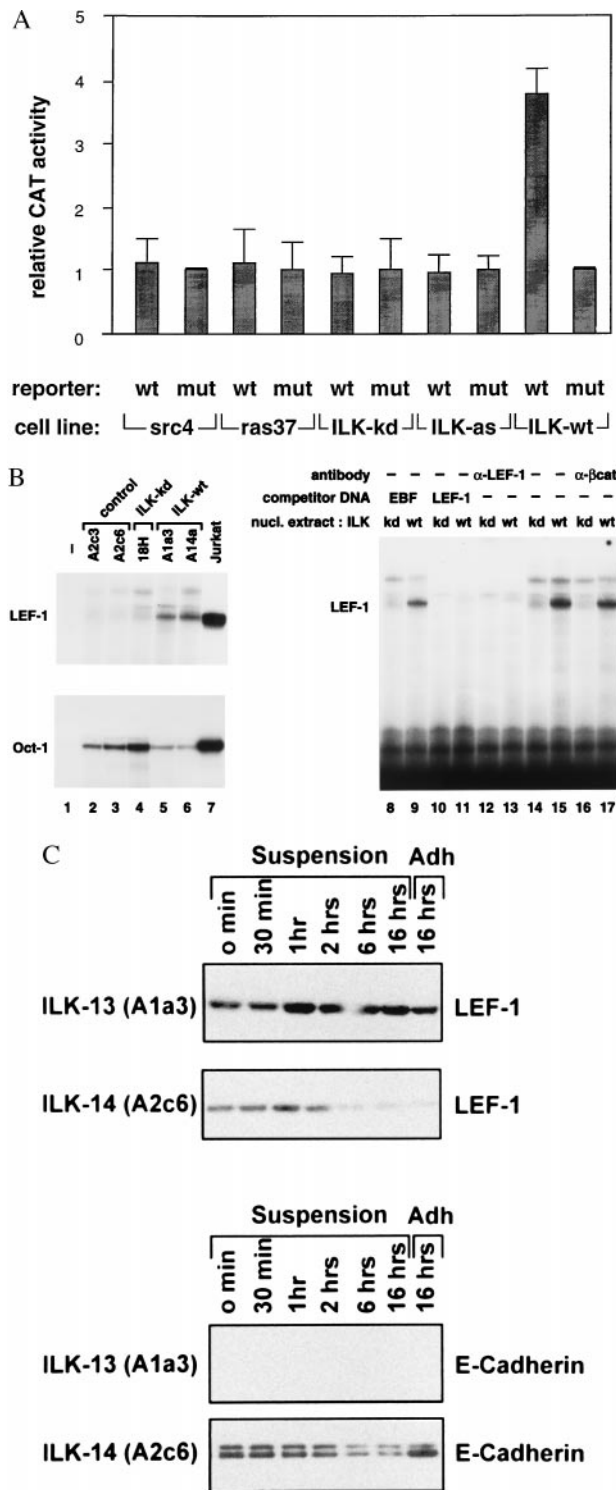 A
5
4
3
2
1
0
relative CAT activity
reporter: wt mut wt mut wt mut wt mut wt mut
cell line: src4 ras37 ILK-kd ILK-as ILK-wt
B
control ILK-kd ILK-wt
– A2c3 A2c6 18H A1a3 A14a Jurkat
LEF-1
Oct-1
1 2 3 4 5 6 7
antibody – – – – α-LEF-1 – – α-βcat
competitor DNA EBF LEF-1 – – – – – –
nucl. extract : ILK kd wt kd wt kd wt kd wt kd wt
LEF-1
8 9 10 11 12 13 14 15 16 17
C
Suspension Adh
o min 30 min 1hr 2 hrs 6 hrs 16 hrs 16 hrs
ILK-13 (A1a3) LEF-1
ILK-14 (A2c6) LEF-1
Suspension Adh
o min 30 min 1hr 2 hrs 6 hrs 16 hrs 16 hrs
ILK-13 (A1a3) E-Cadherin
ILK-14 (A2c6) E-Cadherin